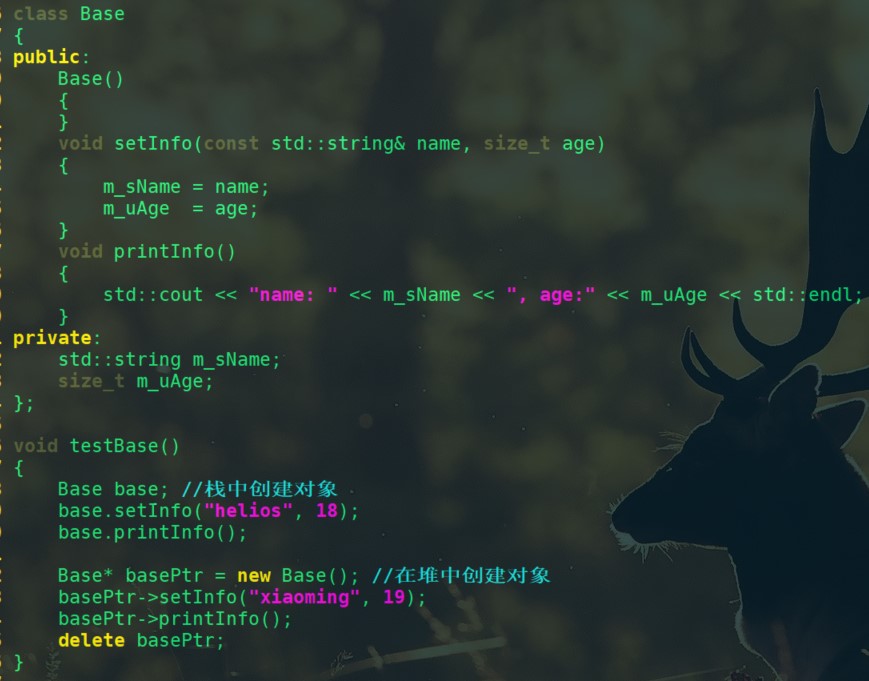 class Base
{
public:
    Base()
    {
    }
    void setInfo(const std::string& name, size_t age)
    {
        m_sName = name;
        m_uAge  = age;
    }
    void printInfo()
    {
        std::cout << "name: " << m_sName << ", age:" << m_uAge << std::endl;
    }
private:
    std::string m_sName;
    size_t m_uAge;
};

void testBase()
{
    Base base; //栈中创建对象
    base.setInfo("helios", 18);
    base.printInfo();

    Base* basePtr = new Base(); //在堆中创建对象
    basePtr->setInfo("xiaoming", 19);
    basePtr->printInfo();
    delete basePtr;
}